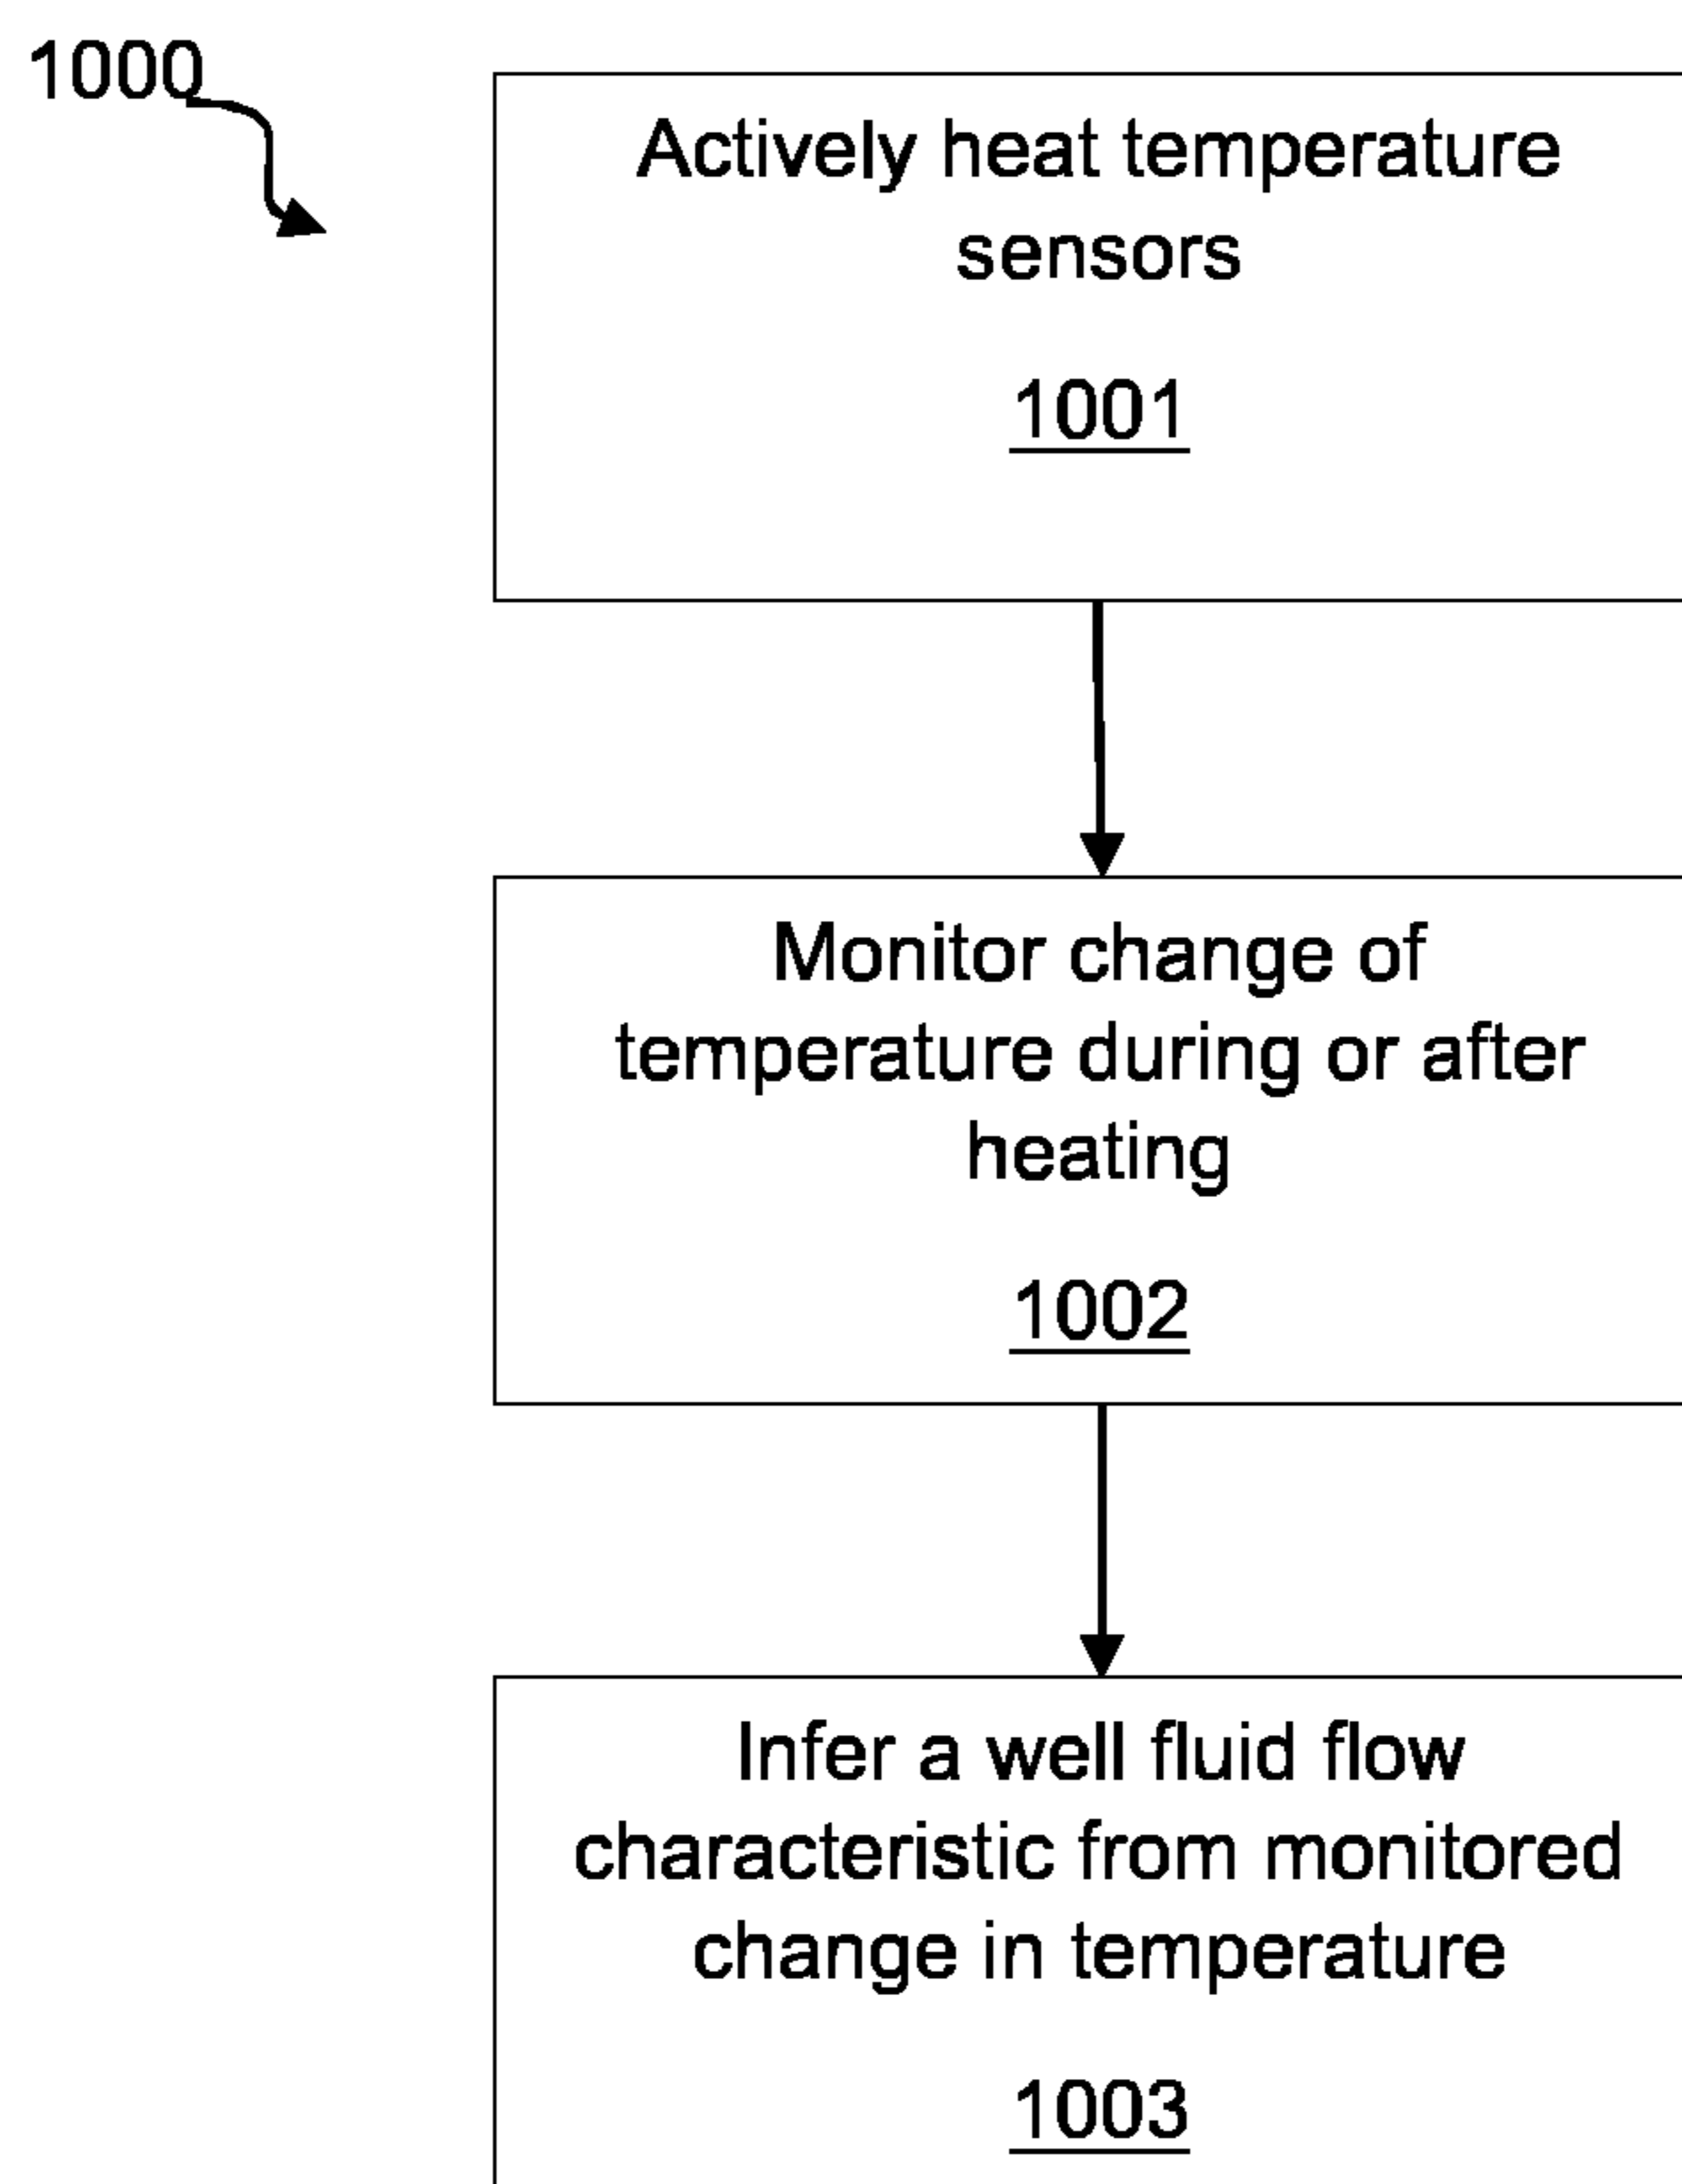 1000
Actively heat temperature
sensors
1001
Monitor change of
temperature during or after
heating
1002
Infer a well fluid flow
characteristic from monitored
change in temperature
1003